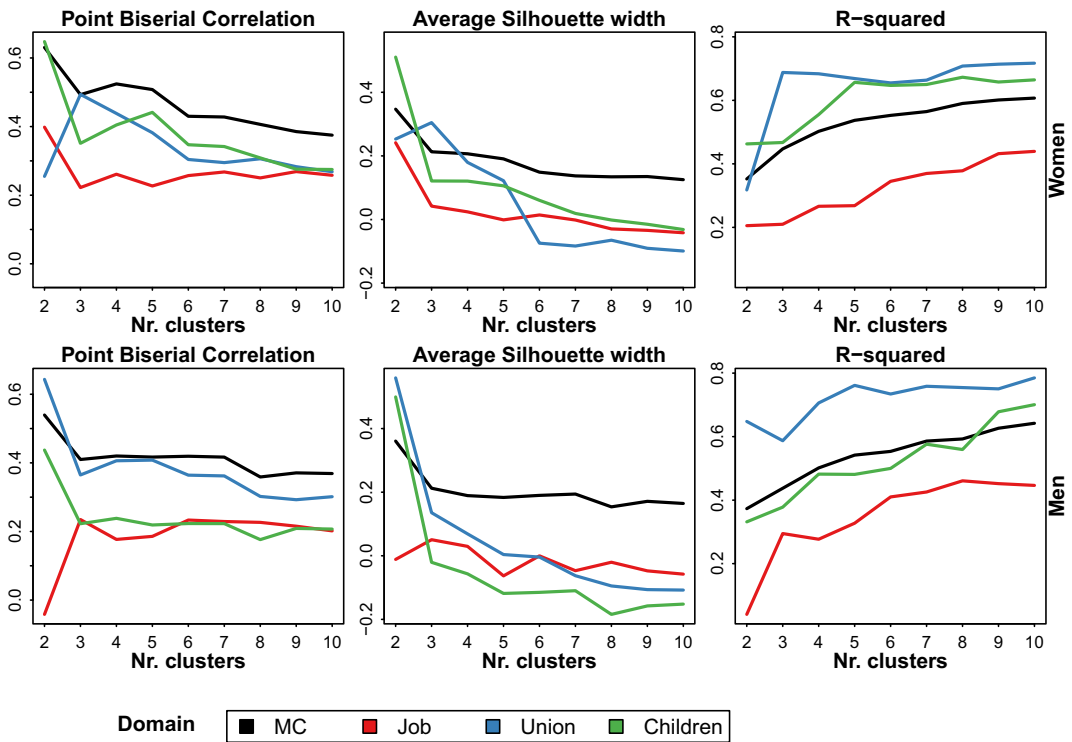 Point Biserial Correlation
0.0 0.2 0.4 0.6
2 3 4 5 6 7 8 9 10
Nr. clusters
Average Silhouette width
−0.2 0.0 0.2 0.4
2 3 4 5 6 7 8 9 10
Nr. clusters
R−squared
0.2 0.4 0.6 0.8
2 3 4 5 6 7 8 9 10
Nr. clusters
Women
Point Biserial Correlation
0.0 0.2 0.4 0.6
2 3 4 5 6 7 8 9 10
Nr. clusters
Average Silhouette width
−0.2 0.0 0.2 0.4
2 3 4 5 6 7 8 9 10
Nr. clusters
R−squared
0.2 0.4 0.6 0.8
2 3 4 5 6 7 8 9 10
Nr. clusters
Men
Domain MC Job Union Children